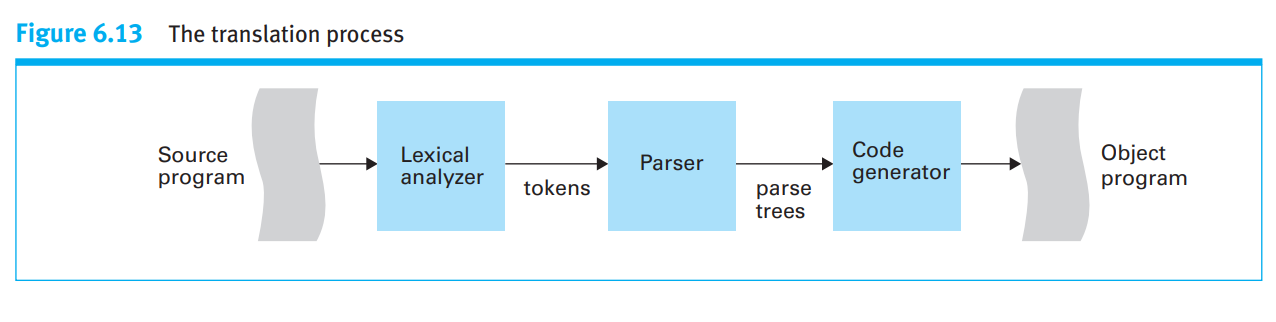 Figure 6.13 The translation process
Source
program
Lexical
analyzer
tokens
Parser
parse
trees
Code
generator
Object
program